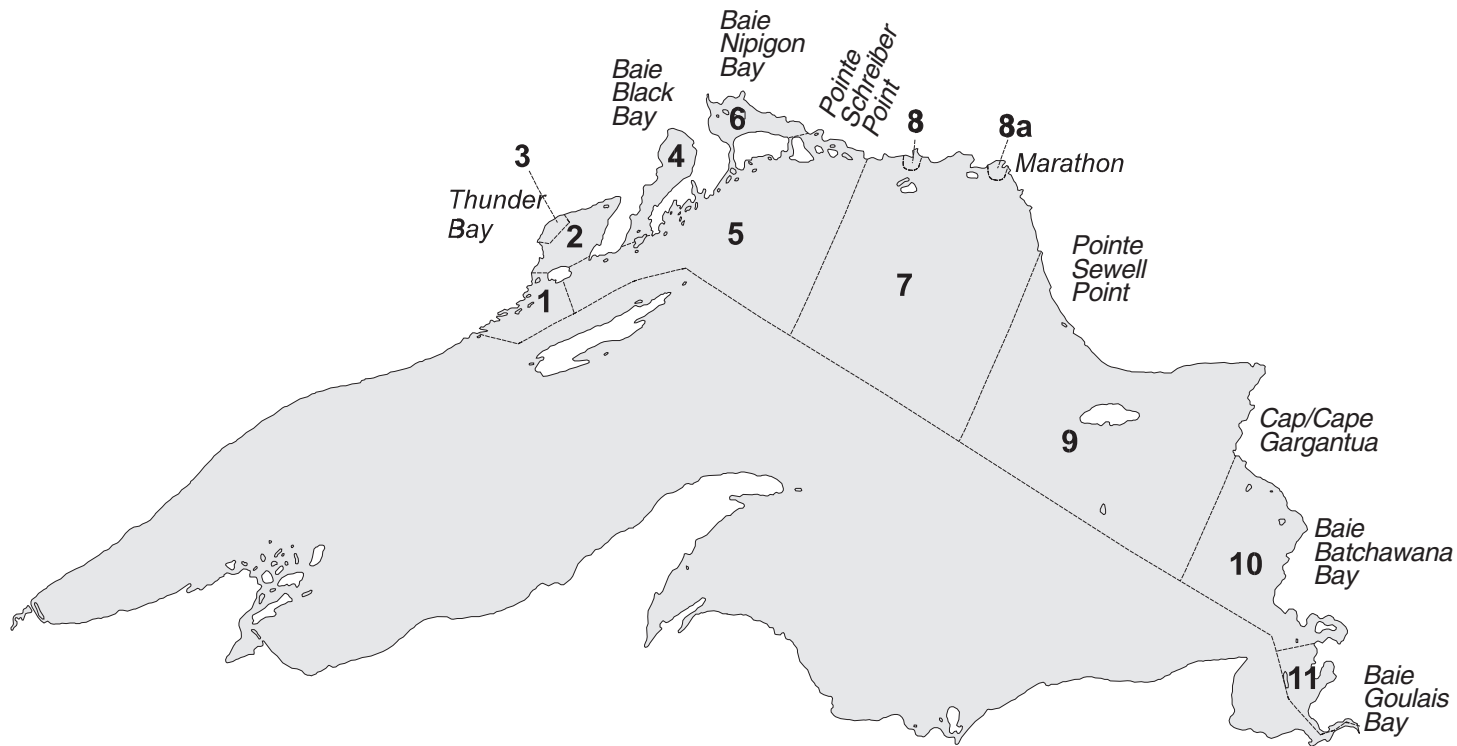 Baie
Nipigon
Bay
Pointe
Schreiber
Point
Baie
Black
Bay
6
8
8a
3
4
Marathon
Thunder
Bay
2
5
Pointe
Sewell
Point
1
7
Cap/Cape
Gargantua
9
Baie
Batchawana
Bay
10
11
Baie
Goulais
Bay